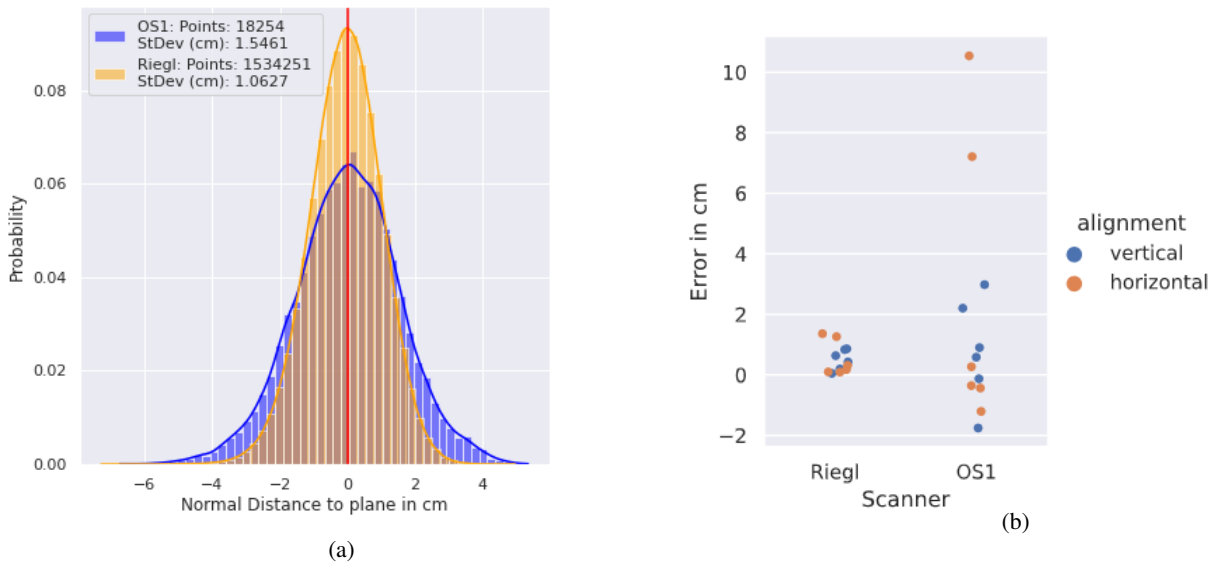 OS1: Points: 18254
StDev (cm): 1.5461
Riegl: Points: 1534251
StDev (cm): 1.0627
0.08
0.06
0.04
0.02
0.00
Probability
−6 −4 −2 0 2 4
Normal Distance to plane in cm
(a)
10
8
6
4
2
0
−2
Error in cm
Riegl OS1
Scanner
alignment
vertical
horizontal
(b)